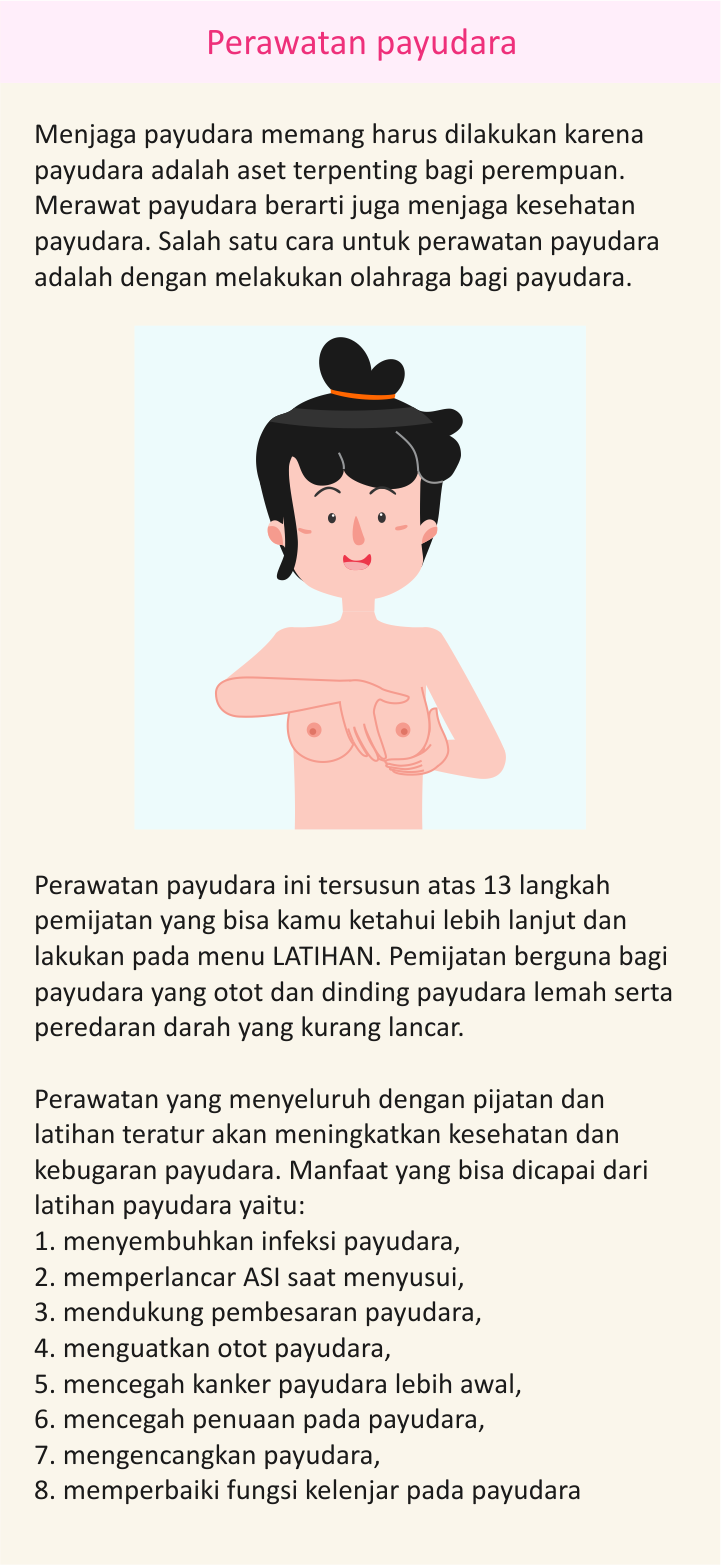 Perawatan payudara
Menjaga payudara memang harus dilakukan karena
payudara adalah aset terpenting bagi perempuan.
Merawat payudara berarti juga menjaga kesehatan
payudara. Salah satu cara untuk perawatan payudara
adalah dengan melakukan olahraga bagi payudara.
Perawatan payudara ini tersusun atas 13 langkah
pemijatan yang bisa kamu ketahui lebih lanjut dan
lakukan pada menu LATIHAN. Pemijatan berguna bagi
payudara yang otot dan dinding payudara lemah serta
peredaran darah yang kurang lancar.
Perawatan yang menyeluruh dengan pijatan dan
latihan teratur akan meningkatkan kesehatan dan
kebugaran payudara. Manfaat yang bisa dicapai dari
latihan payudara yaitu:
1. menyembuhkan infeksi payudara,
2. memperlancar ASI saat menyusui,
3. mendukung pembesaran payudara,
4. menguatkan otot payudara,
5. mencegah kanker payudara lebih awal,
6. mencegah penuaan pada payudara,
7. mengencangkan payudara,
8. memperbaiki fungsi kelenjar pada payudara